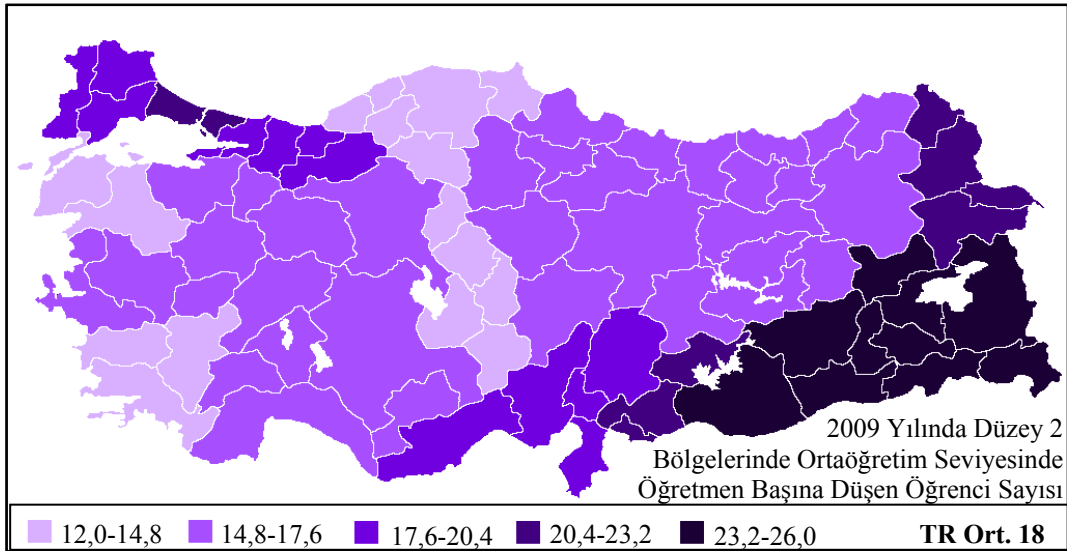 2009 Yılında Düzey 2
Bölgelerinde Ortaöğretim Seviyesinde
Öğretmen Başına Düşen Öğrenci Sayısı
12,0-14,8 14,8-17,6 17,6-20,4 20,4-23,2 23,2-26,0 TR Ort. 18